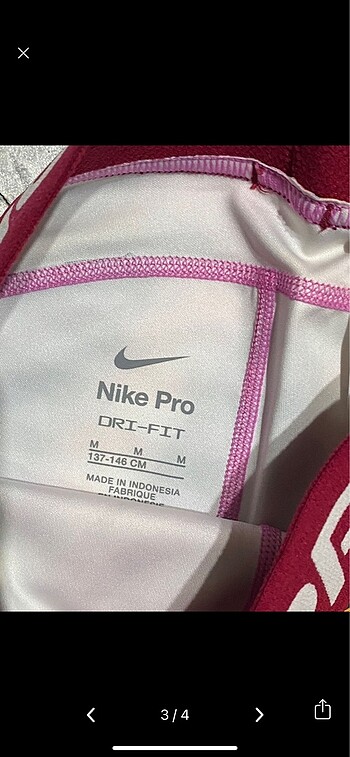 Nike Pro
DRI-FIT
M M M
137-146 CM
MADE IN INDONESIA
FABRIQUE
3/4